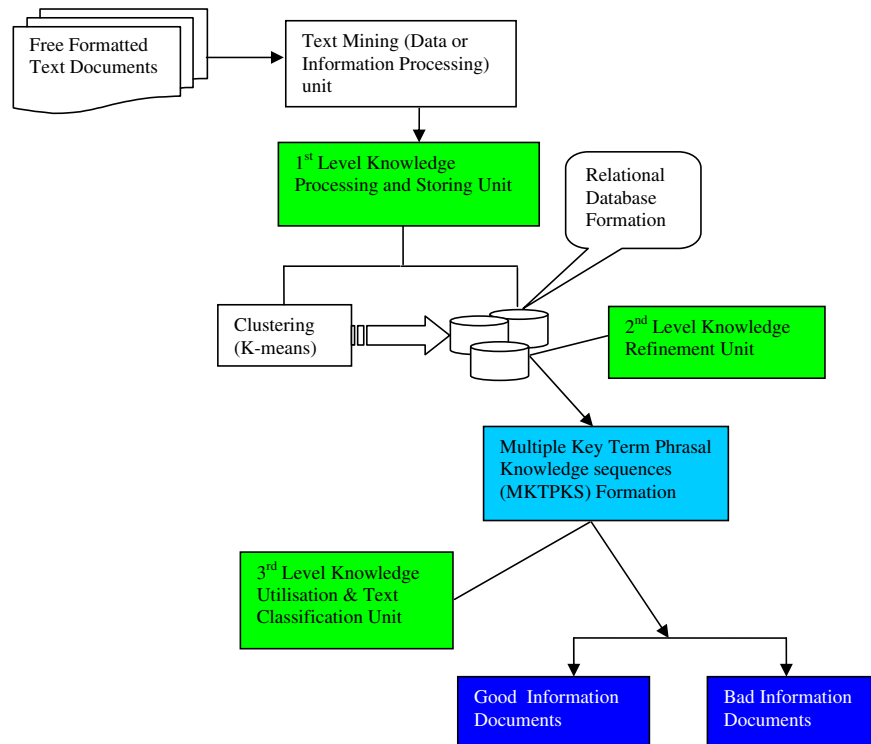 Free Formatted
Text Documents
Text Mining (Data or
Information Processing)
unit
1st Level Knowledge
Processing and Storing Unit
Relational
Database
Formation
Clustering
(K-means)
2nd Level Knowledge
Refinement Unit
Multiple Key Term Phrasal
Knowledge sequences
(MKTPKS) Formation
3rd Level Knowledge
Utilisation & Text
Classification Unit
Good Information
Documents
Bad Information
Documents